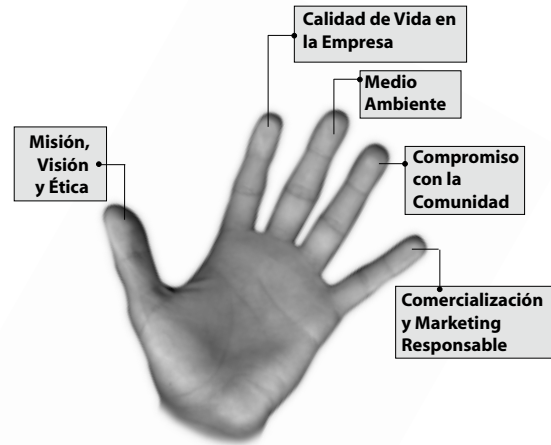 Calidad de Vida en
la Empresa
Medio
Ambiente
Misión,
Visión
y Ética
Compromiso
con la
Comunidad
Comercialización
y Marketing
Responsable